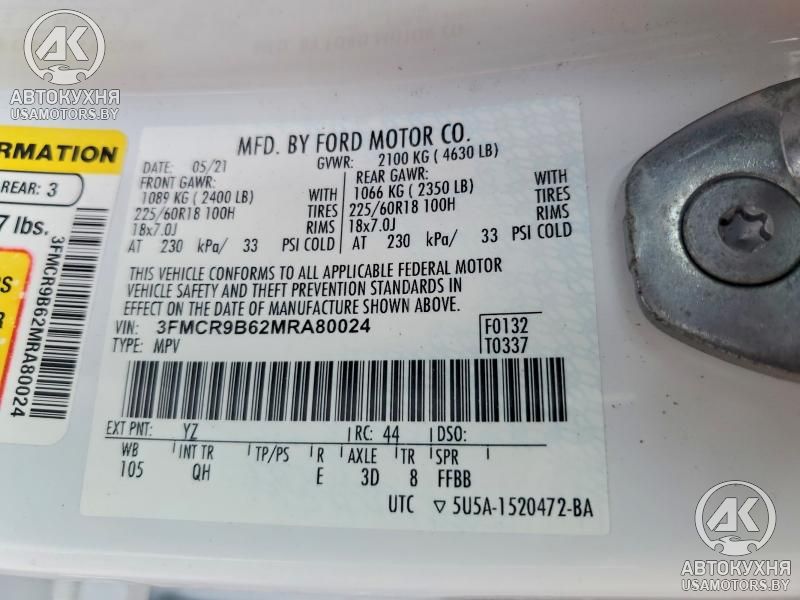 AK
АВТОКУХНЯ
USAMOTORS.BY
ORMATION
REAR: 3
7 lbs.
3FMCR9B62MRA80024
MFD. BY FORD MOTOR CO.
DATE: 05/21 GVWR: 2100 KG (4630 LB)
FRONT GAWR: REAR GAWR:
1089 KG (2400 LB) WITH 1066 KG (2350 LB) WITH
225/60R18 100H TIRES 225/60R18 100H TIRES
18x7.0J RIMS 18x7.0J RIMS
AT 230 kPa/ 33 PSI COLD AT 230 kPa/ 33 PSI COLD
THIS VEHICLE CONFORMS TO ALL APPLICABLE FEDERAL MOTOR
VEHICLE SAFETY AND THEFT PREVENTION STANDARDS IN
EFFECT ON THE DATE OF MANUFACTURE SHOWN ABOVE.
VIN: 3FMCR9B62MRA80024 F0132
TYPE: MPV T0337
EXT PNT: YZ RC: 44 DSO:
WB INT TR TP/PS R AXLE TR SPR
105 QH E 3D 8 FFBB
UTC ▽ 5U5A-1520472-BA
AK
АВТОКУХНЯ
USAMOTORS.BY